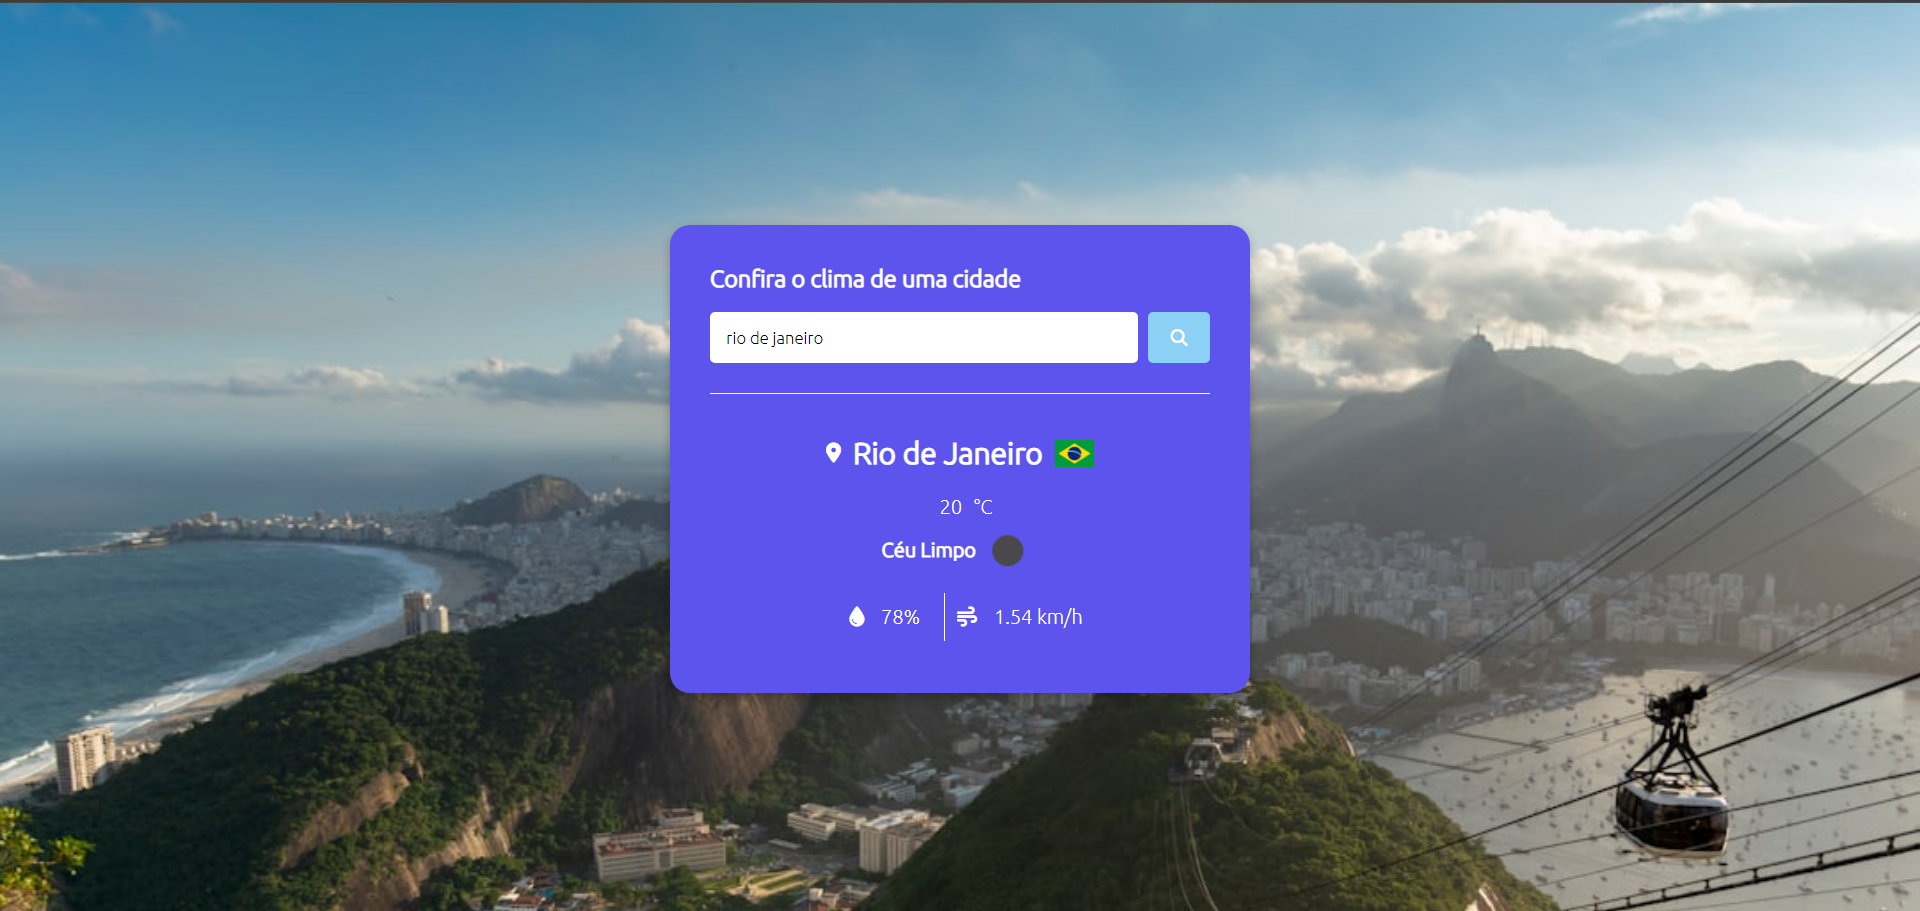 Confira o clima de uma cidade
rio de janeiro
Rio de Janeiro
20 °C
Céu Limpo
78% 1.54 km/h